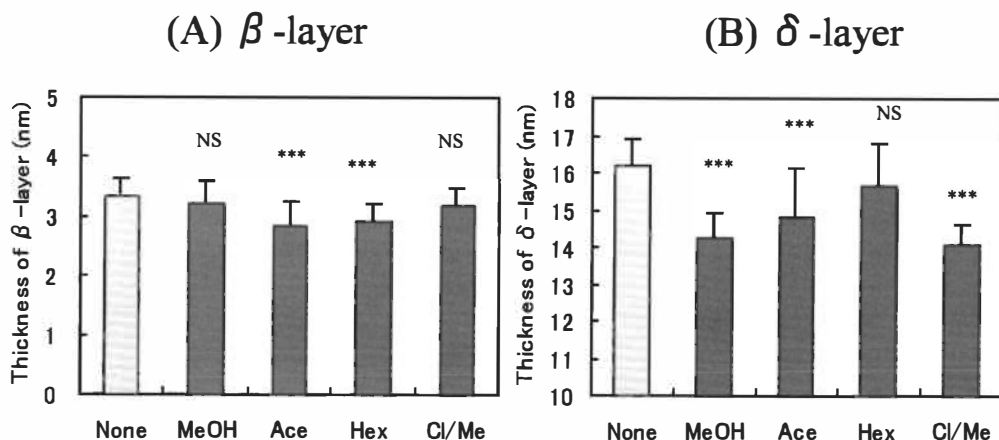 (A) β-layer
Thickness of β-layer (nm)
5
4
3
2
1
0
NS
***
***
NS
None MeOH Ace Hex Cl/Me
(B) δ-layer
Thickness of δ-layer (nm)
18
17
16
15
14
13
12
11
10
***
***
NS
***
None MeOH Ace Hex Cl/Me